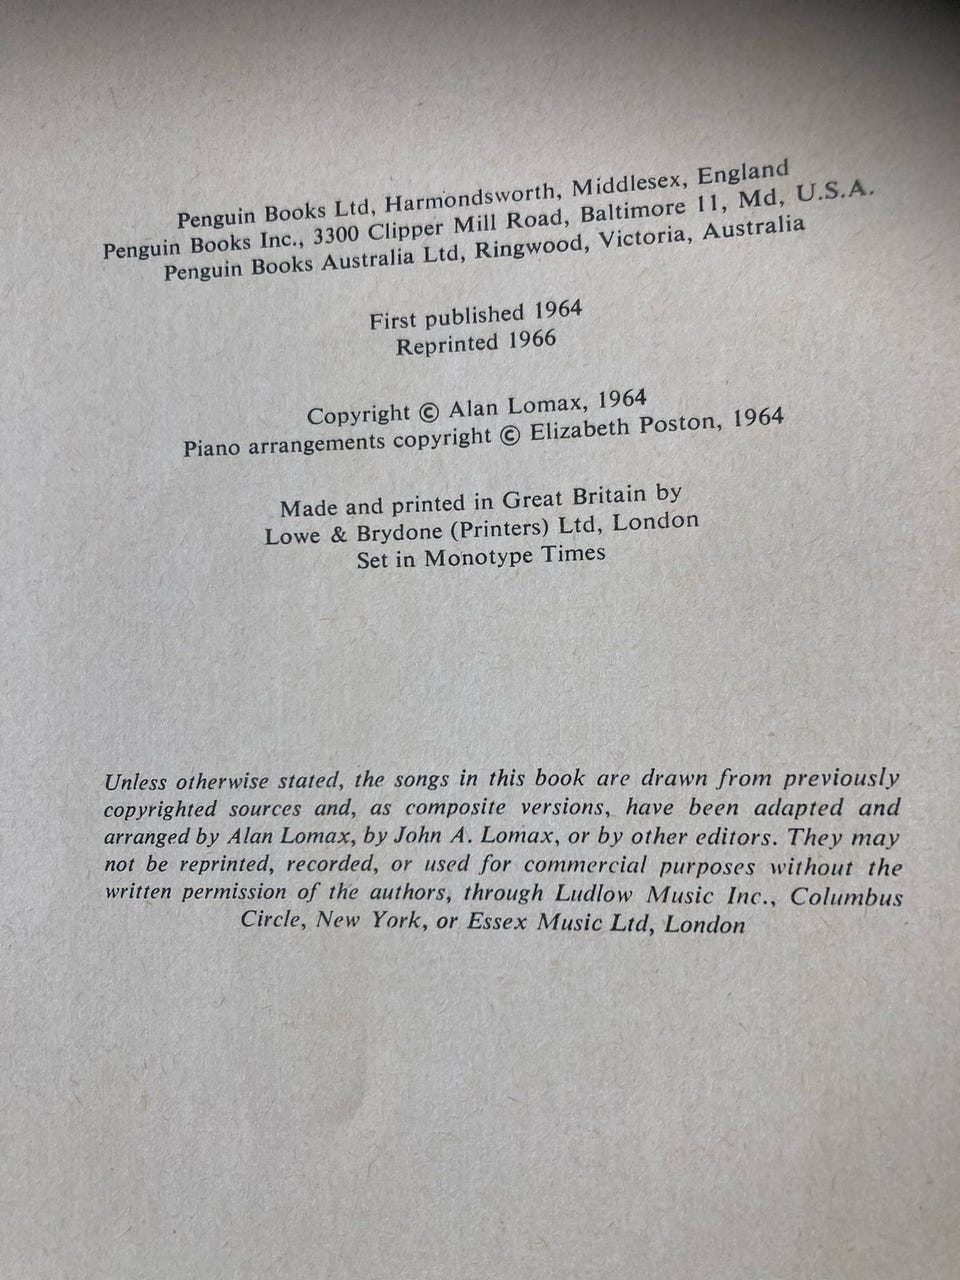 Penguin Books Ltd, Harmondsworth, Middlesex, England
Penguin Books Inc., 3300 Clipper Mill Road, Baltimore 11, Md, U.S.A.
Penguin Books Australia Ltd, Ringwood, Victoria, Australia
First published 1964
Reprinted 1966
Copyright © Alan Lomax, 1964
Piano arrangements copyright © Elizabeth Poston, 1964
Made and printed in Great Britain by
Lowe & Brydone (Printers) Ltd, London
Set in Monotype Times
Unless otherwise stated, the songs in this book are drawn from previously
copyrighted sources and, as composite versions, have been adapted and
arranged by Alan Lomax, by John A. Lomax, or by other editors. They may
not be reprinted, recorded, or used for commercial purposes without the
written permission of the authors, through Ludlow Music Inc., Columbus
Circle, New York, or Essex Music Ltd, London